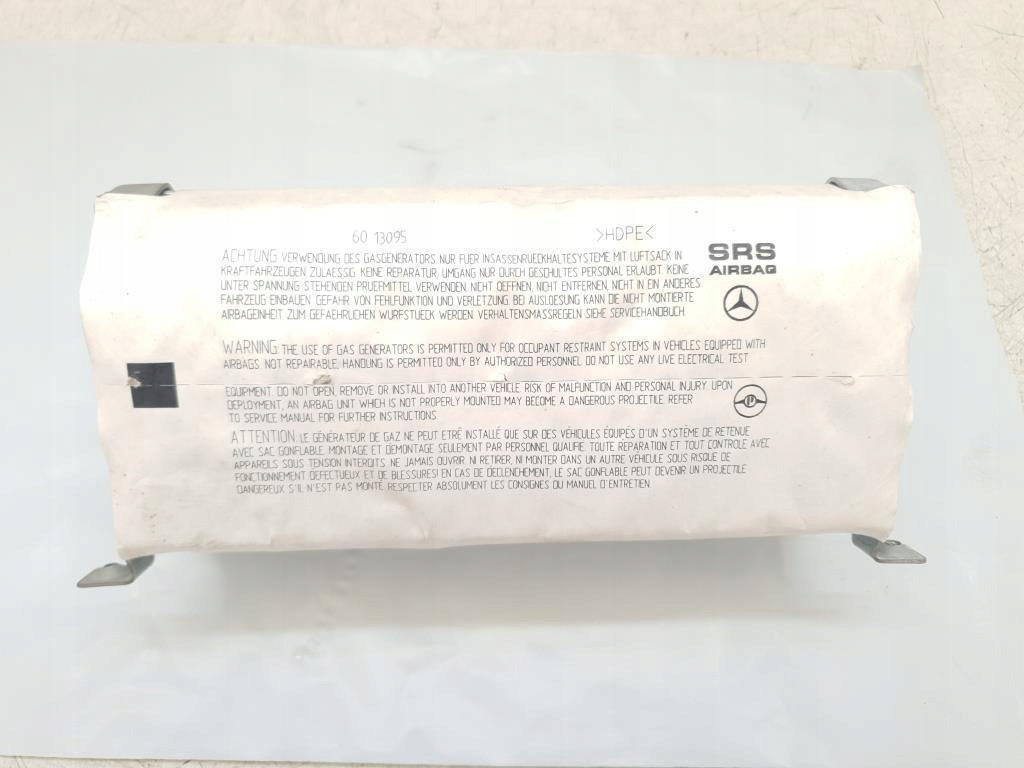 60 13095
>HDPE<
SRS
AIRBAG
ACHTUNG VERWENDUNG DES GASGENERATORS NUR FUER INSASSENRUECKHALTESYSTEME MIT LUFTSACK IN
KRAFTFAHRZEUGEN ZULAESSIG. KEINE REPARATUR, UMGANG NUR DURCH GESCHULTES PERSONAL ERLAUBT. KEINE
UNTER SPANNUNG STEHENDEN PRUEFMITTEL VERWENDEN. NICHT OEFFNEN, NICHT ENTFERNEN, NICHT IN EIN ANDERES
FAHRZEUG EINBAUEN. GEFAHR VON FEHLFUNKTION UND VERLETZUNG. BEI AUSLOESUNG KANN DIE NICHT MONTIERTE
AIRBAGEINHEIT ZUM GEFAEHRLICHEN WURFSTUECK WERDEN. VERHALTENSMASSREGELN SIEHE SERVICEHANDBUCH.
WARNING: THE USE OF GAS GENERATORS IS PERMITTED ONLY FOR OCCUPANT RESTRAINT SYSTEMS IN VEHICLES EQUIPPED WITH
AIRBAGS. NOT REPAIRABLE, HANDLING IS PERMITTED ONLY BY AUTHORIZED PERSONNEL. DO NOT USE ANY LIVE ELECTRICAL TEST
EQUIPMENT. DO NOT OPEN, REMOVE OR INSTALL INTO ANOTHER VEHICLE. RISK OF MALFUNCTION AND PERSONAL INJURY. UPON
DEPLOYMENT, AN AIRBAG UNIT WHICH IS NOT PROPERLY MOUNTED MAY BECOME A DANGEROUS PROJECTILE. REFER
TO SERVICE MANUAL FOR FURTHER INSTRUCTIONS.
ATTENTION: LE GÉNÉRATEUR DE GAZ NE PEUT ETRÉ INSTALLÉ QUE SUR DES VÉHICULES ÉQUIPÉS D'UN SYSTÈME DE RETENUE
AVEC SAC GONFLABLE. MONTAGE ET DÉMONTAGE SEULEMENT PAR PERSONNEL QUALIFIÉ. TOUTE RÉPARATION ET TOUT CONTROLE AVEC
APPAREILS SOUS TENSION INTERDITS. NE JAMAIS OUVRIR, NI RETIRER, NI MONTER DANS UN AUTRE VÉHICULE SOUS RISQUE DE
FONCTIONNEMENT DÉFECTUEUX ET DE BLESSURES! EN CAS DE DÉCLENCHEMENT, LE SAC GONFLABLE PEUT DEVENIR UN PROJECTILE
DANGEREUX S'IL N'EST PAS MONTÉ. RESPECTER ABSOLUMENT LES CONSIGNES DU MANUEL D'ENTRETIEN.